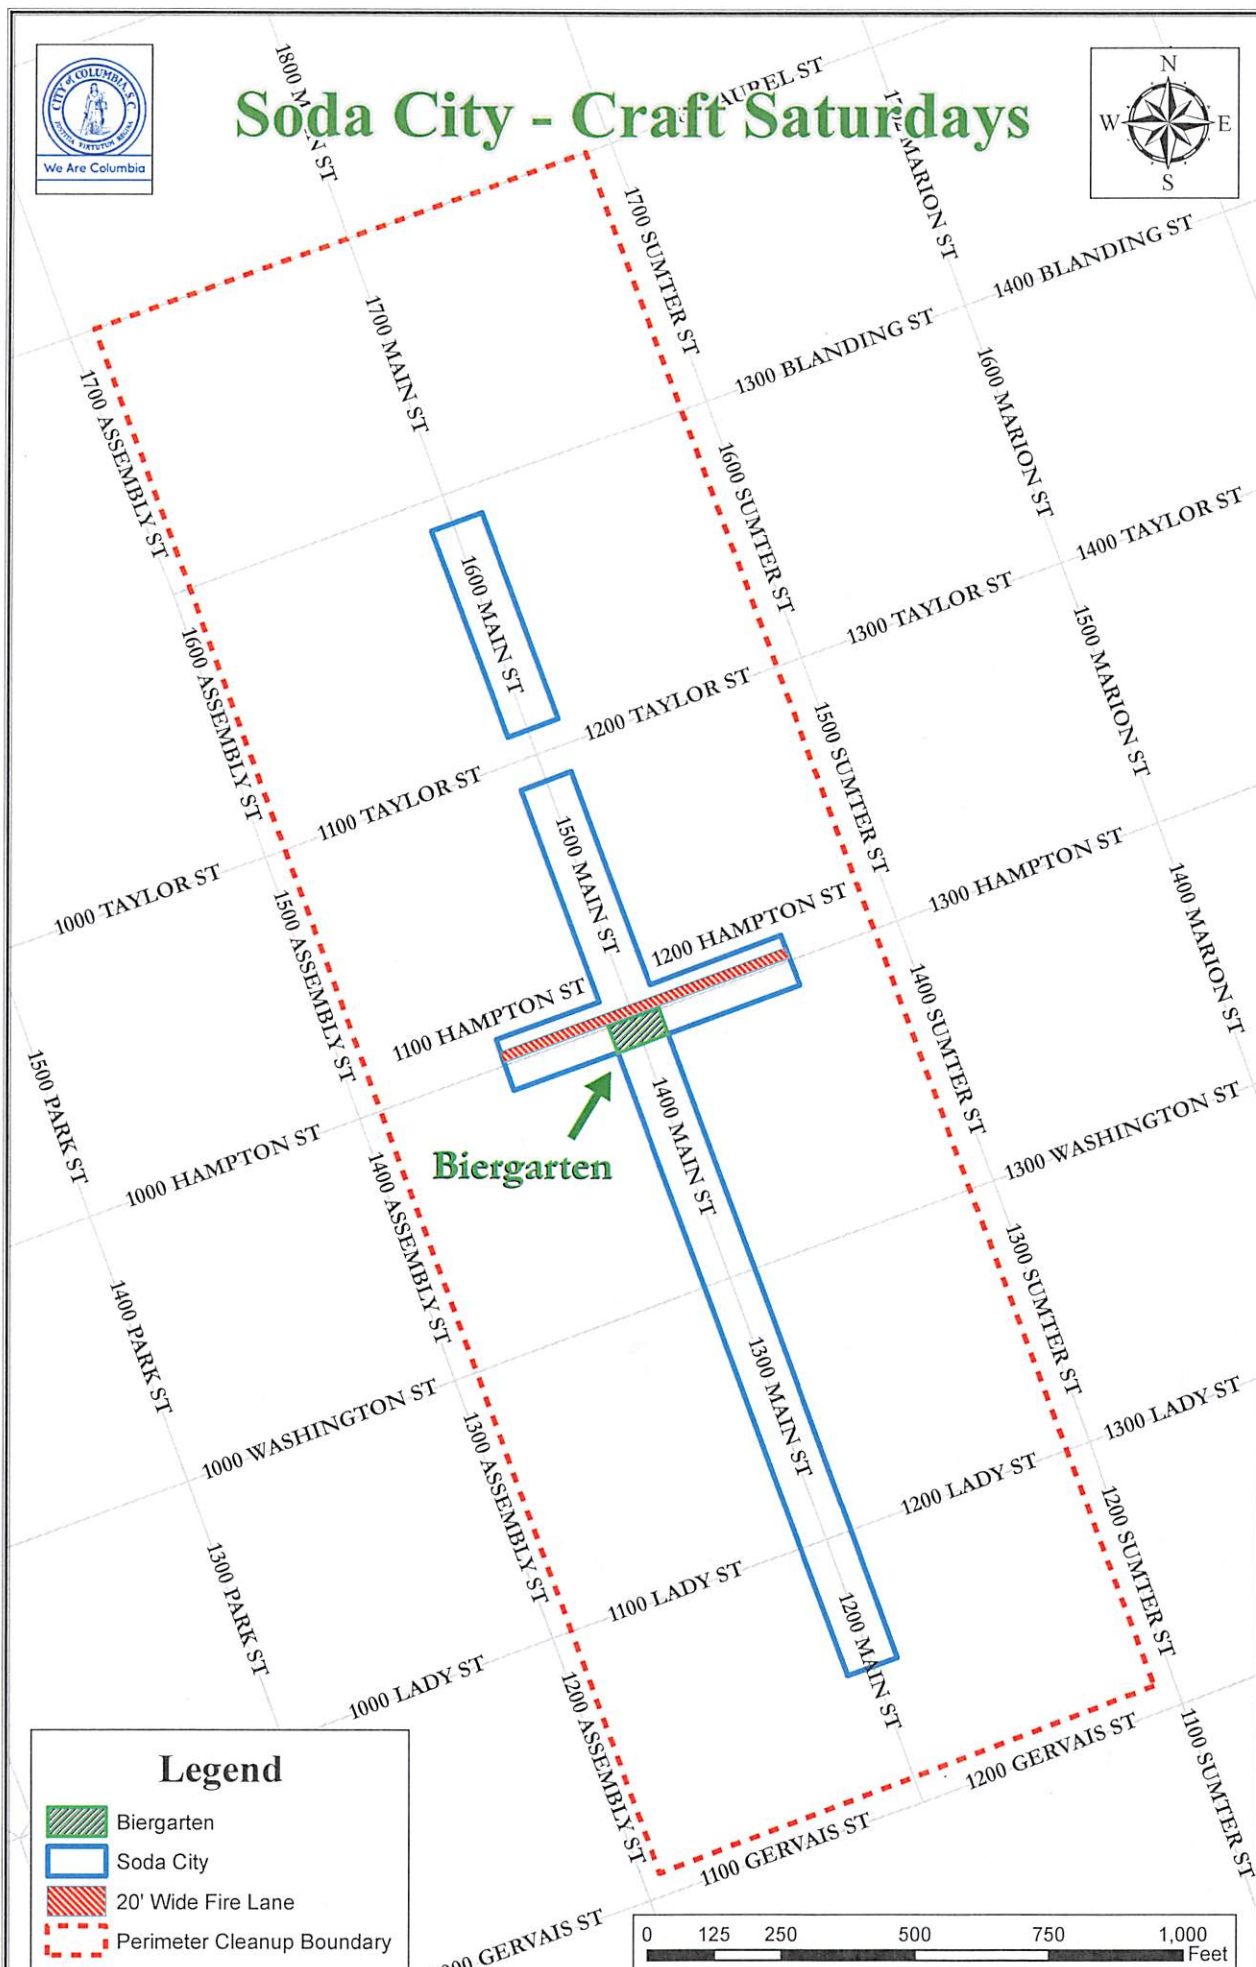 CITY of COLUMBIA, S.C.
JUSTITIA VIRTUTUM REGINA
We Are Columbia
Soda City - Craft Saturdays
N
W
E
S
1800 MAIN ST
LAUREL ST
MARION ST
1700 SUMTER ST
1400 BLANDING ST
1300 BLANDING ST
1700 MAIN ST
1700 ASSEMBLY ST
1600 MARION ST
1600 SUMTER ST
1400 TAYLOR ST
1300 TAYLOR ST
1600 MAIN ST
1600 ASSEMBLY ST
1200 TAYLOR ST
1500 MARION ST
1500 SUMTER ST
1100 TAYLOR ST
1000 TAYLOR ST
1500 MAIN ST
1300 HAMPTON ST
1500 ASSEMBLY ST
1200 HAMPTON ST
1400 MARION ST
1100 HAMPTON ST
1400 SUMTER ST
1500 PARK ST
1400 MAIN ST
Biergarten
1300 WASHINGTON ST
1000 HAMPTON ST
1400 ASSEMBLY ST
1300 SUMTER ST
1400 PARK ST
1300 MAIN ST
1000 WASHINGTON ST
1300 LADY ST
1300 ASSEMBLY ST
1200 LADY ST
1200 SUMTER ST
1300 PARK ST
1100 LADY ST
1200 MAIN ST
1000 LADY ST
1200 ASSEMBLY ST
1200 GERVAIS ST
1100 SUMTER ST
1100 GERVAIS ST
GERVAIS ST
Legend
Biergarten
Soda City
20' Wide Fire Lane
Perimeter Cleanup Boundary
0 125 250 500 750 1,000
Feet